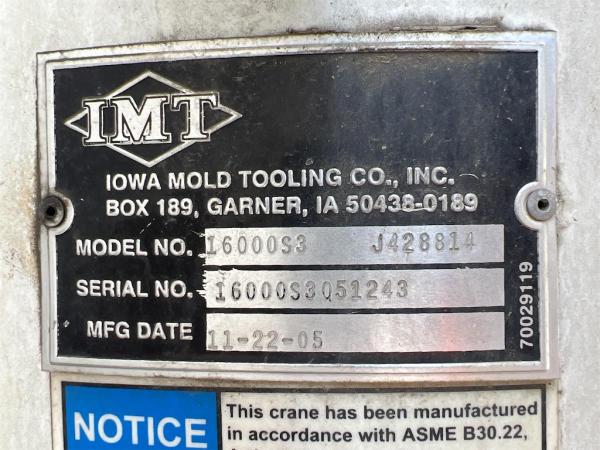 IMT
IOWA MOLD TOOLING CO., INC.
BOX 189, GARNER, IA 50438-0189
MODEL NO. 16000S3 J428814
SERIAL NO. 16000S3Q51243
MFG DATE 11-22-05
70029119
NOTICE
This crane has been manufactured
in accordance with ASME B30.22,